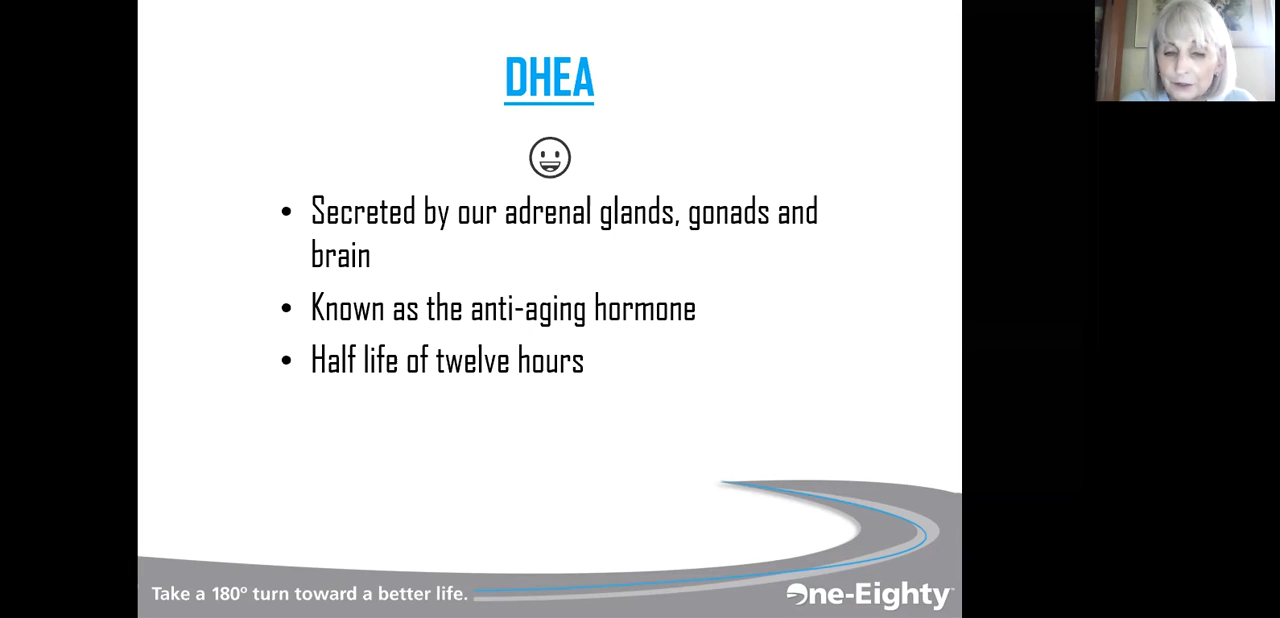 DHEA
• Secreted by our adrenal glands, gonads and
brain
• Known as the anti-aging hormone
• Half life of twelve hours
Take a 180º turn toward a better life.
One-Eighty